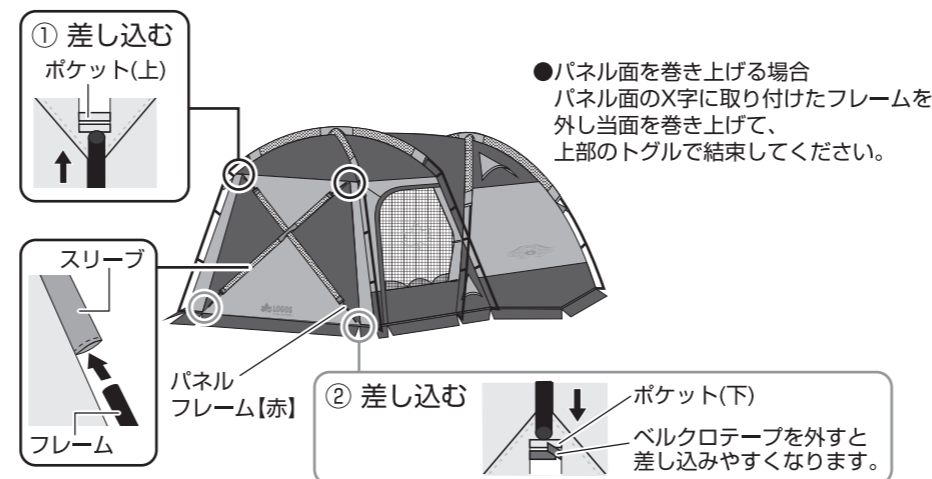 ① 差し込む
ポケット(上)
●パネル面を巻き上げる場合
パネル面のX字に取り付けたフレームを
外し当面を巻き上げて、
上部のトグルで結束してください。
スリーブ
フレーム
LOGOS
パネル
フレーム【赤】
② 差し込む
ポケット(下)
ベルクロテープを外すと
差し込みやすくなります。